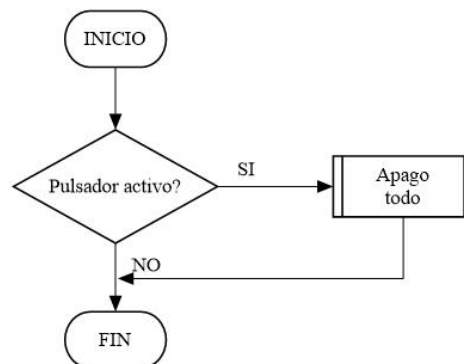 INICIO
Pulsador activo?
SI
Apago
todo
NO
FIN